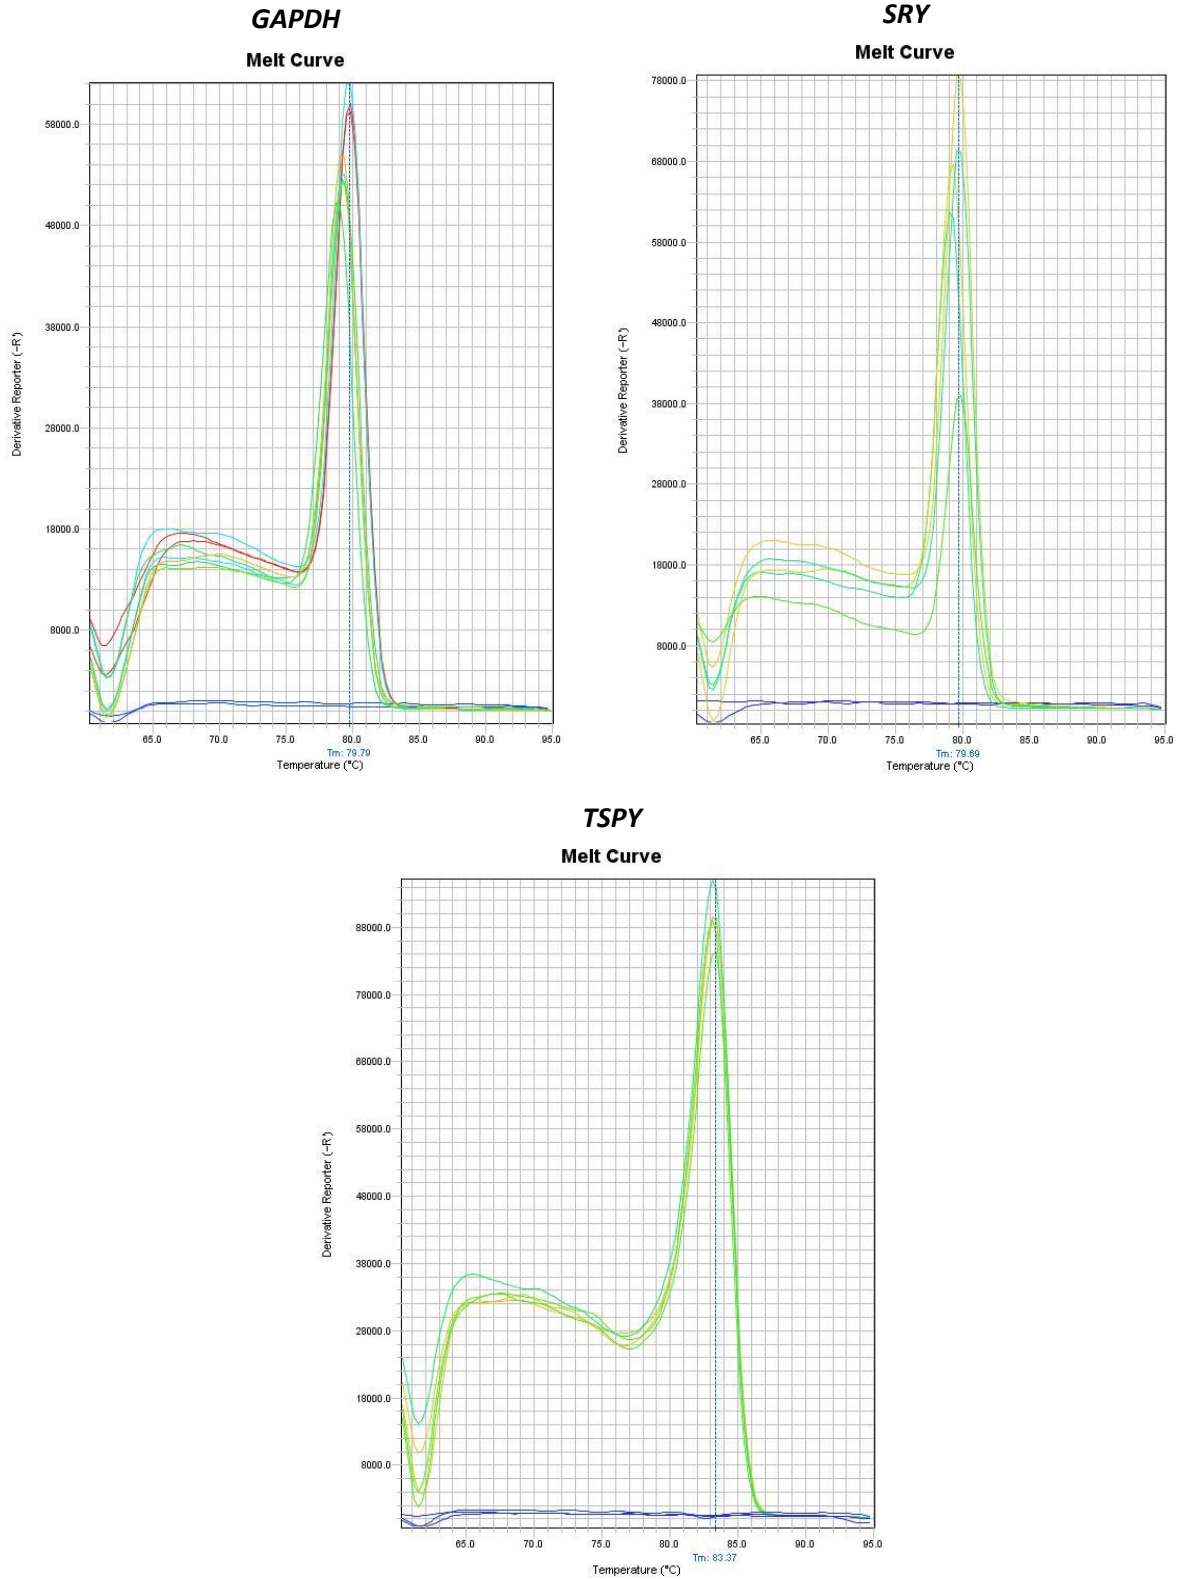 GAPDH
Melt Curve
58000.0
48000.0
38000.0
28000.0
18000.0
8000.0
Derivative Reporter (-R')
65.0 70.0 75.0 80.0 85.0 90.0 95.0
Tm: 79.79
Temperature (°C)
SRY
Melt Curve
78000.0
68000.0
58000.0
48000.0
38000.0
28000.0
18000.0
8000.0
Derivative Reporter (-R')
65.0 70.0 75.0 80.0 85.0 90.0 95.0
Tm: 79.69
Temperature (°C)
TSPY
Melt Curve
88000.0
78000.0
68000.0
58000.0
48000.0
38000.0
28000.0
18000.0
8000.0
Derivative Reporter (-R')
65.0 70.0 75.0 80.0 85.0 90.0 95.0
Tm: 83.37
Temperature (°C)